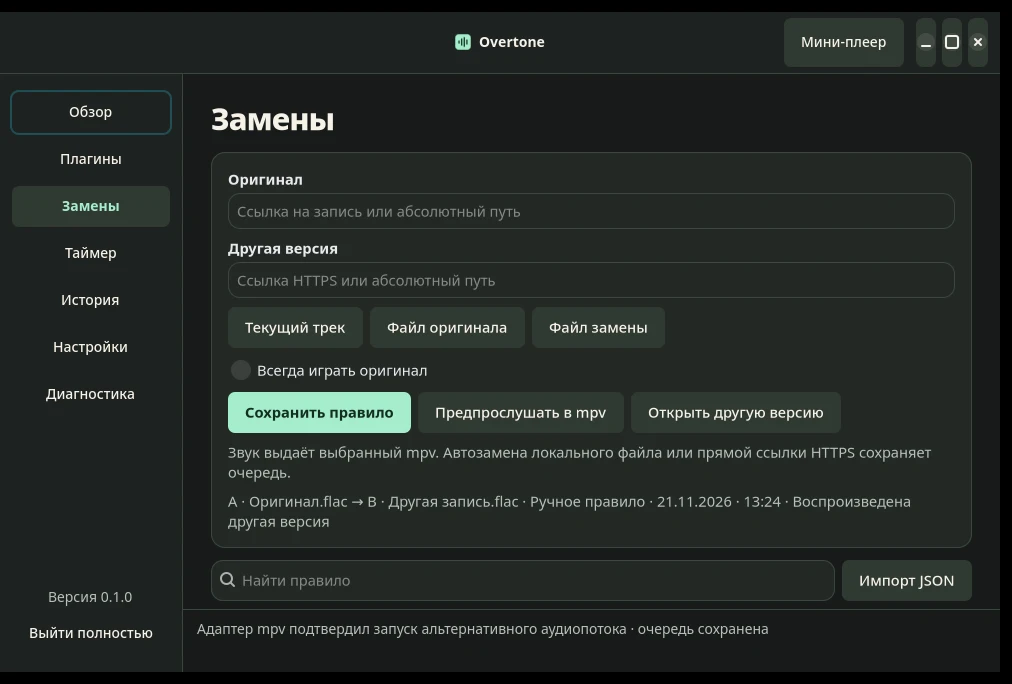 Overtone
Мини-плеер
Обзор
Плагины
Замены
Таймер
История
Настройки
Диагностика
Версия 0.1.0
Выйти полностью
Замены
Оригинал
Ссылка на запись или абсолютный путь
Другая версия
Ссылка HTTPS или абсолютный путь
Текущий трек
Файл оригинала
Файл замены
Всегда играть оригинал
Сохранить правило
Предпрослушать в mpv
Открыть другую версию
Звук выдаёт выбранный mpv. Автозамена локального файла или прямой ссылки HTTPS сохраняет
очередь.
A · Оригинал.flac → B · Другая запись.flac · Ручное правило · 21.11.2026 · 13:24 · Воспроизведена
другая версия
Найти правило
Импорт JSON
Адаптер mpv подтвердил запуск альтернативного аудиопотока · очередь сохранена